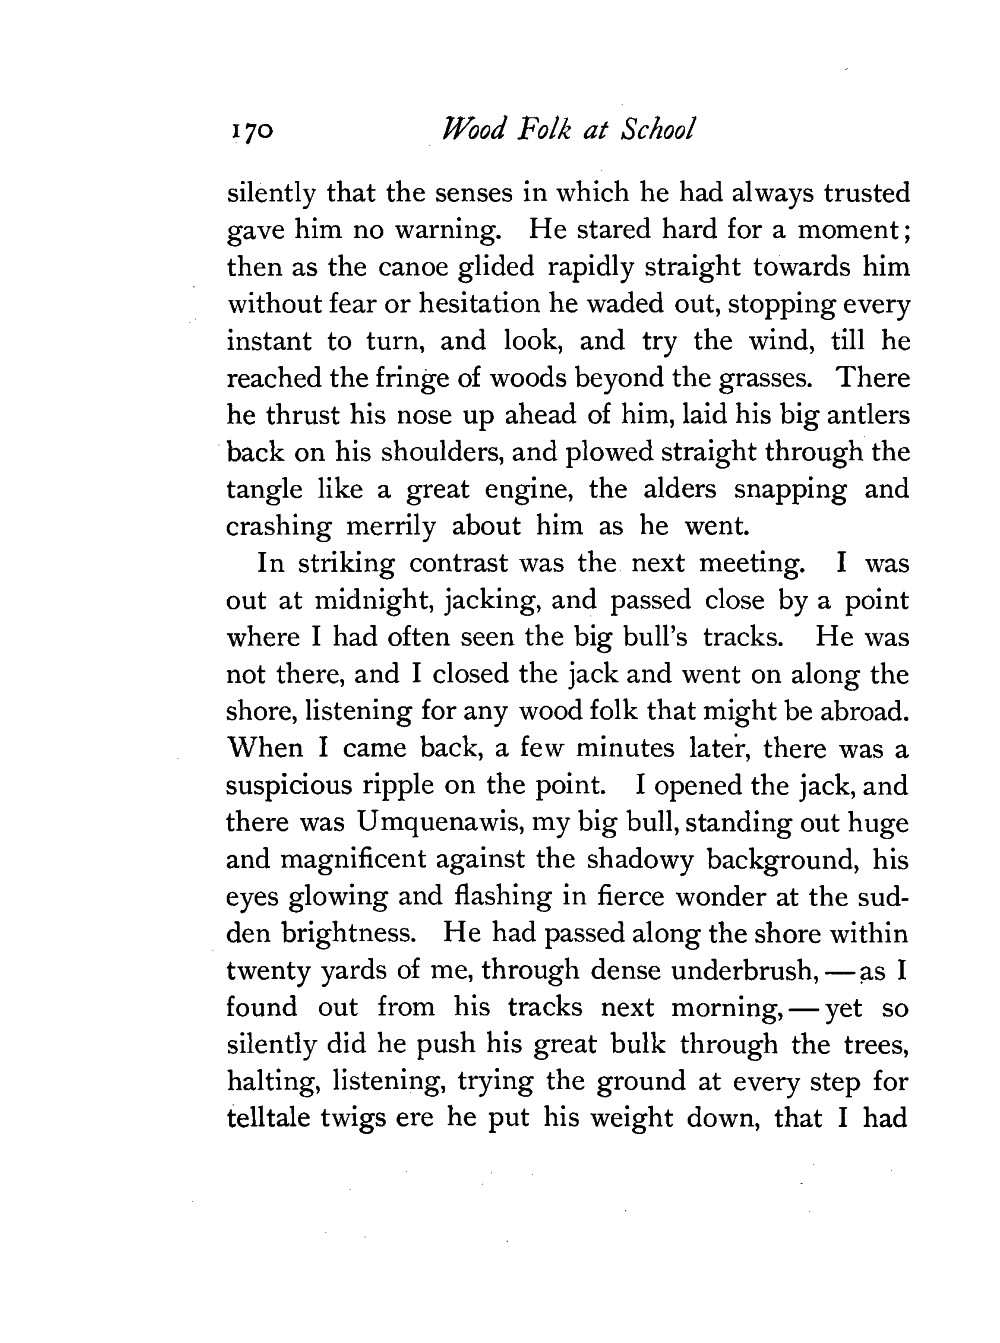 170 Wood Folk at School
silently that the senses in which he had always trusted
gave him no warning. He stared hard for a moment;
then as the canoe glided rapidly straight towards him
without fear or hesitation he waded out, stopping every
instant to turn, and look, and try the wind, till he
reached the fringe of woods beyond the grasses. There
he thrust his nose up ahead of him, laid his big antlers
back on his shoulders, and plowed straight through the
tangle like a great engine, the alders snapping and
crashing merrily about him as he went.
In striking contrast was the next meeting. I was
out at midnight, jacking, and passed close by a point
where I had often seen the big bull's tracks. He was
not there, and I closed the jack and went on along the
shore, listening for any wood folk that might be abroad.
When I came back, a few minutes later, there was a
suspicious ripple on the point. I opened the jack, and
there was Umquenawis, my big bull, standing out huge
and magnificent against the shadowy background, his
eyes glowing and flashing in fierce wonder at the sud-
den brightness. He had passed along the shore within
twenty yards of me, through dense underbrush, — as I
found out from his tracks next morning, — yet so
silently did he push his great bulk through the trees,
halting, listening, trying the ground at every step for
telltale twigs ere he put his weight down, that I had